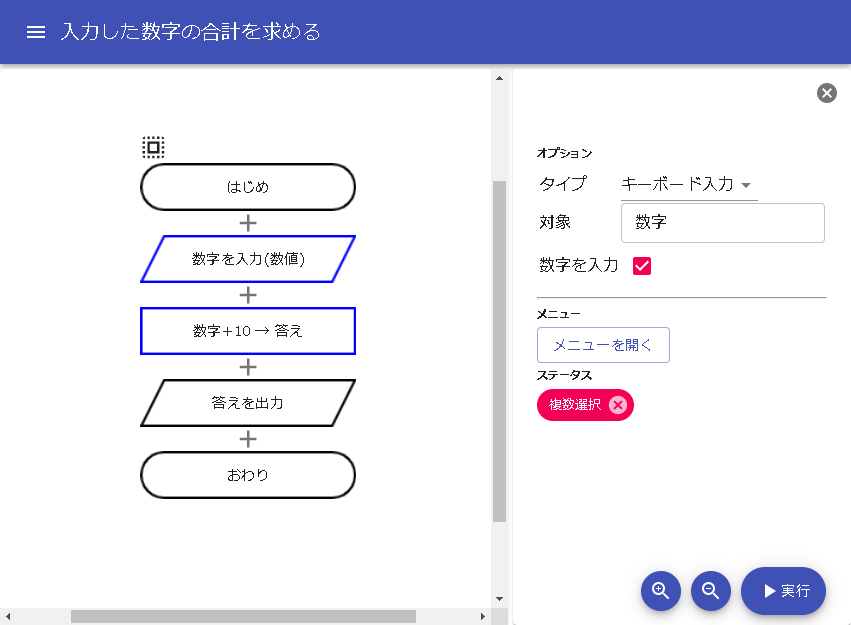 入力した数字の合計を求める
はじめ
数字を入力(数値)
数字+10 → 答え
答えを出力
おわり
オプション
タイプ キーボード入力
対象 数字
数字を入力
メニュー
メニューを開く
ステータス
複数選択
実行